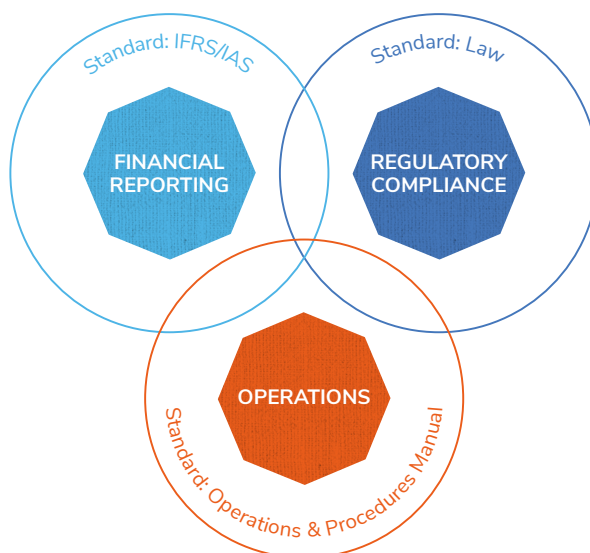 Standard: IFRS/IAS
Standard: Law
FINANCIAL
REPORTING
REGULATORY
COMPLIANCE
OPERATIONS
Standard: Operations & Procedures Manual